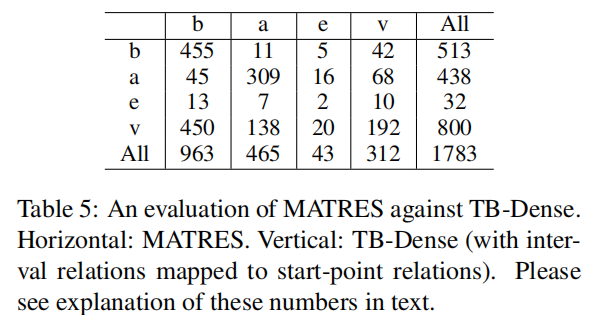 b a e v All
b 455 11 5 42 513
a 45 309 16 68 438
e 13 7 2 10 32
v 450 138 20 192 800
All 963 465 43 312 1783
Table 5: An evaluation of MATRES against TB-Dense.
Horizontal: MATRES. Vertical: TB-Dense (with inter-
val relations mapped to start-point relations). Please
see explanation of these numbers in text.